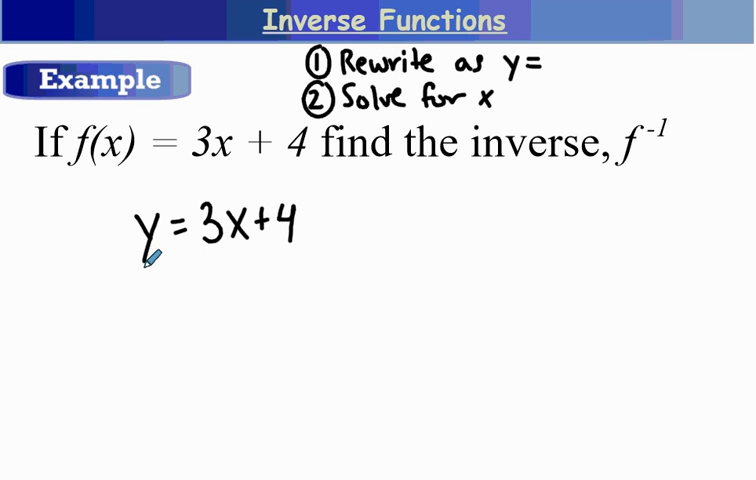 Inverse Functions
① Rewrite as y=
Example
② Solve for x
If f(x) = 3x + 4 find the inverse, f⁻¹
y = 3x+4